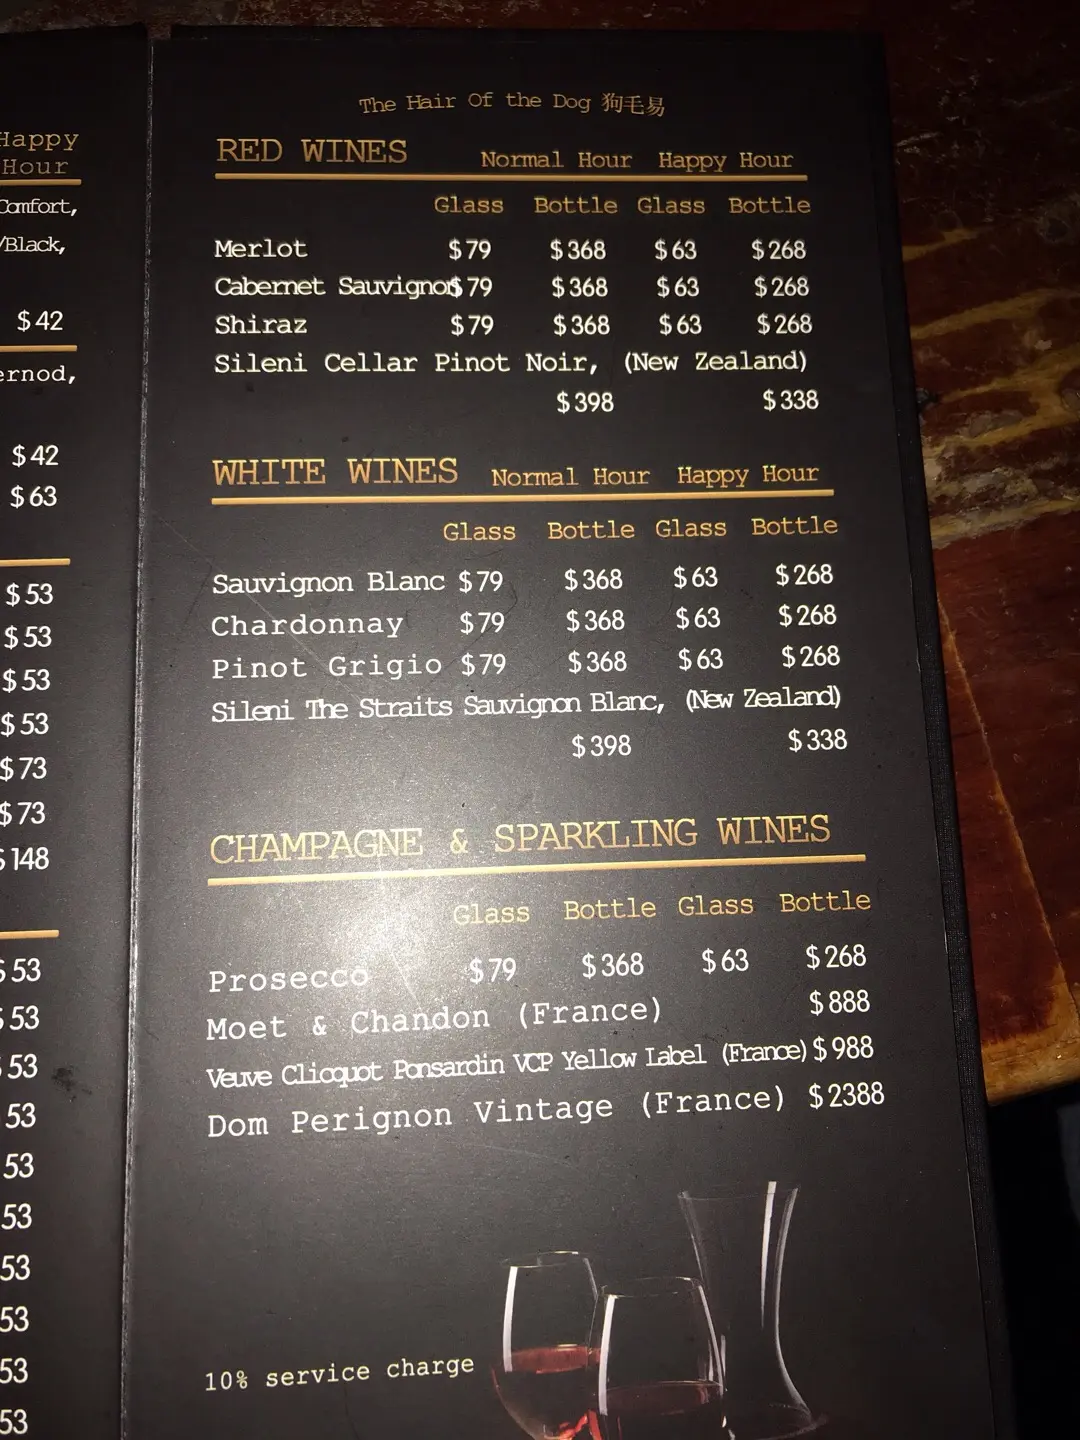 Happy
Hour
Comfort,
/Black,
$42
ernod,
$42
$63
$53
$53
$53
$53
$73
$73
$148
$53
$53
53
53
53
53
53
53
53
53
The Hair Of the Dog 狗毛易
RED WINES Normal Hour Happy Hour
Glass Bottle Glass Bottle
Merlot $79 $368 $63 $268
Cabernet Sauvignon $79 $368 $63 $268
Shiraz $79 $368 $63 $268
Sileni Cellar Pinot Noir, (New Zealand)
$398 $338
WHITE WINES Normal Hour Happy Hour
Glass Bottle Glass Bottle
Sauvignon Blanc $79 $368 $63 $268
Chardonnay $79 $368 $63 $268
Pinot Grigio $79 $368 $63 $268
Sileni The Straits Sauvignon Blanc, (New Zealand)
$398 $338
CHAMPAGNE & SPARKLING WINES
Glass Bottle Glass Bottle
Prosecco $79 $368 $63 $268
Moet & Chandon (France) $888
Veuve Clicquot Ponsardin VCP Yellow Label (France) $988
Dom Perignon Vintage (France) $2388
10% service charge